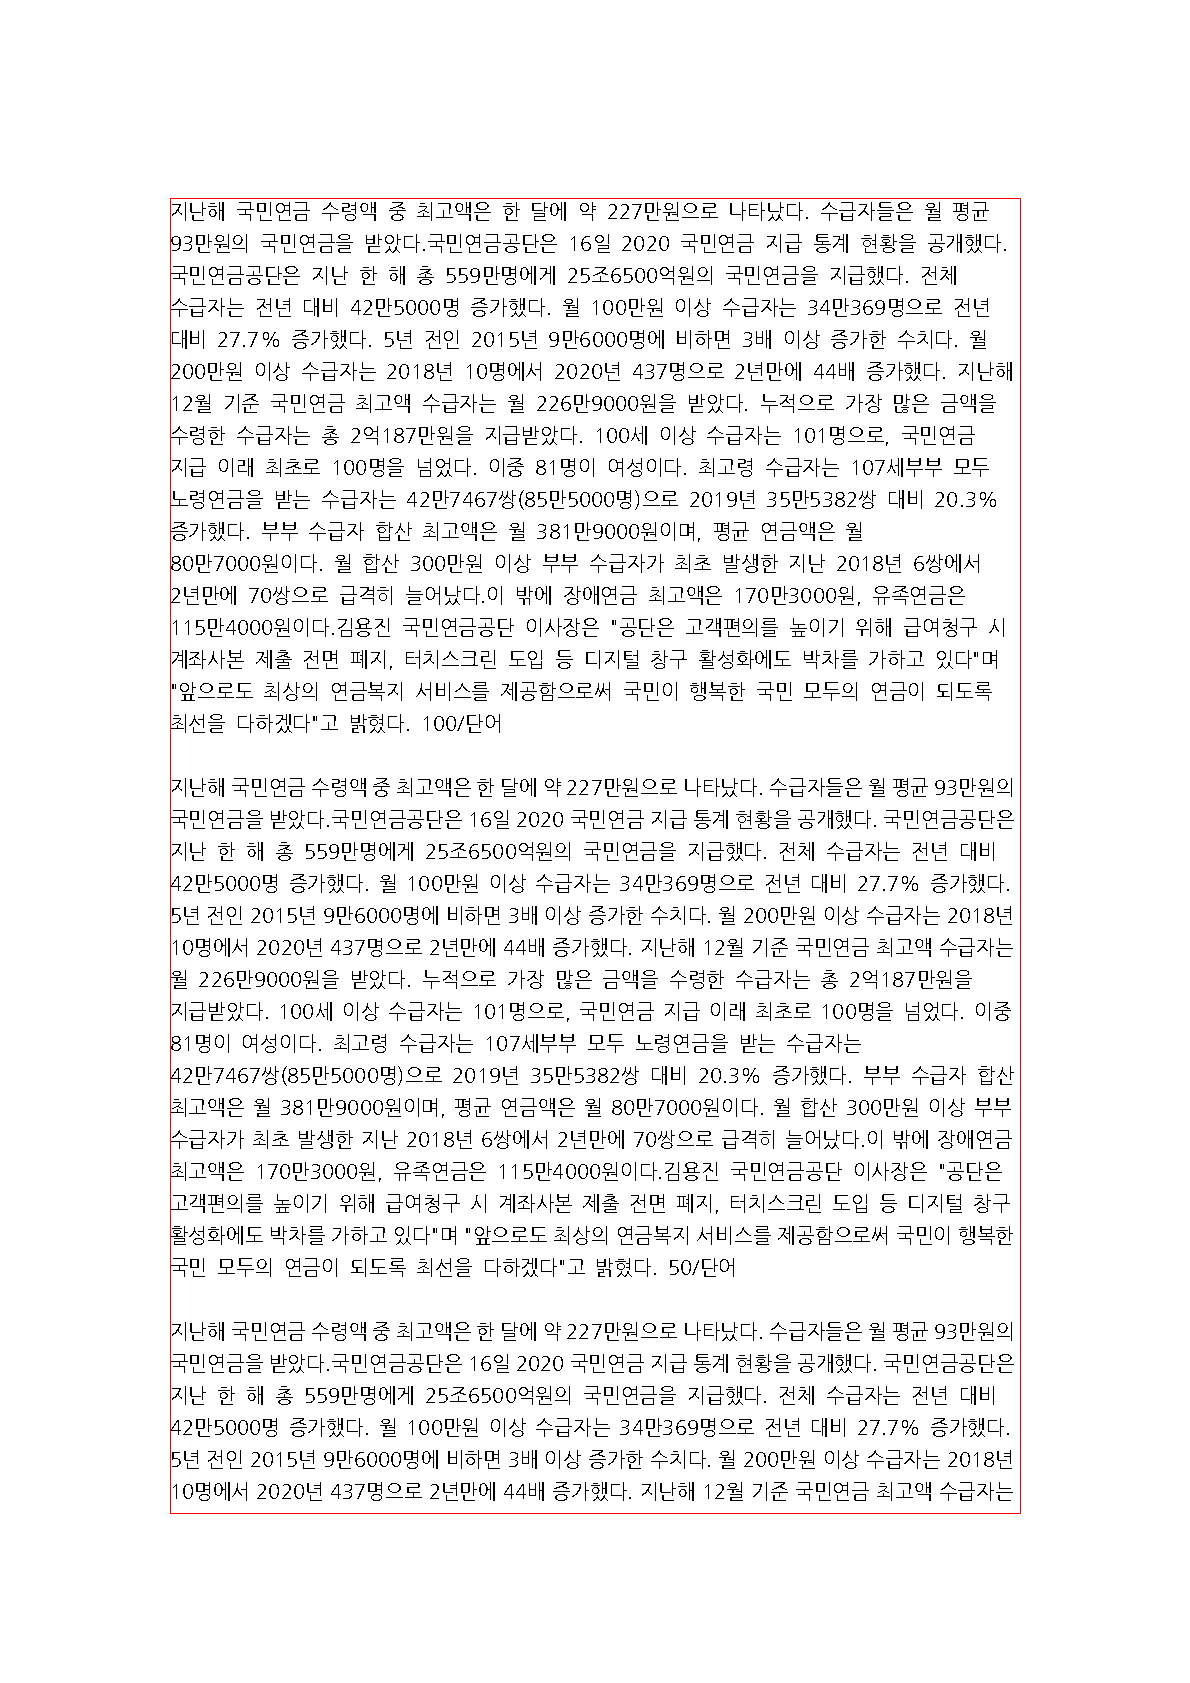 지난해 국민연금 수령액 중 최고액은 한 달에 약 227만원으로 나타났다. 수급자들은 월 평균
93만원의 국민연금을 받았다.국민연금공단은 16일 2020 국민연금 지급 통계 현황을 공개했다.
국민연금공단은 지난 한 해 총 559만명에게 25조6500억원의 국민연금을 지급했다. 전체
수급자는 전년 대비 42만5000명 증가했다. 월 100만원 이상 수급자는 34만369명으로 전년
대비 27.7% 증가했다. 5년 전인 2015년 9만6000명에 비하면 3배 이상 증가한 수치다. 월
200만원 이상 수급자는 2018년 10명에서 2020년 437명으로 2년만에 44배 증가했다. 지난해
12월 기준 국민연금 최고액 수급자는 월 226만9000원을 받았다. 누적으로 가장 많은 금액을
수령한 수급자는 총 2억187만원을 지급받았다. 100세 이상 수급자는 101명으로, 국민연금
지급 이래 최초로 100명을 넘었다. 이중 81명이 여성이다. 최고령 수급자는 107세부부 모두
노령연금을 받는 수급자는 42만7467쌍(85만5000명)으로 2019년 35만5382쌍 대비 20.3%
증가했다. 부부 수급자 합산 최고액은 월 381만9000원이며, 평균 연금액은 월
80만7000원이다. 월 합산 300만원 이상 부부 수급자가 최초 발생한 지난 2018년 6쌍에서
2년만에 70쌍으로 급격히 늘어났다.이 밖에 장애연금 최고액은 170만3000원, 유족연금은
115만4000원이다.김용진 국민연금공단 이사장은 "공단은 고객편의를 높이기 위해 급여청구 시
계좌사본 제출 전면 폐지, 터치스크린 도입 등 디지털 창구 활성화에도 박차를 가하고 있다"며
"앞으로도 최상의 연금복지 서비스를 제공함으로써 국민이 행복한 국민 모두의 연금이 되도록
최선을 다하겠다"고 밝혔다. 100/단어
지난해 국민연금 수령액 중 최고액은 한 달에 약 227만원으로 나타났다. 수급자들은 월 평균 93만원의
국민연금을 받았다.국민연금공단은 16일 2020 국민연금 지급 통계 현황을 공개했다. 국민연금공단은
지난 한 해 총 559만명에게 25조6500억원의 국민연금을 지급했다. 전체 수급자는 전년 대비
42만5000명 증가했다. 월 100만원 이상 수급자는 34만369명으로 전년 대비 27.7% 증가했다.
5년 전인 2015년 9만6000명에 비하면 3배 이상 증가한 수치다. 월 200만원 이상 수급자는 2018년
10명에서 2020년 437명으로 2년만에 44배 증가했다. 지난해 12월 기준 국민연금 최고액 수급자는
월 226만9000원을 받았다. 누적으로 가장 많은 금액을 수령한 수급자는 총 2억187만원을
지급받았다. 100세 이상 수급자는 101명으로, 국민연금 지급 이래 최초로 100명을 넘었다. 이중
81명이 여성이다. 최고령 수급자는 107세부부 모두 노령연금을 받는 수급자는
42만7467쌍(85만5000명)으로 2019년 35만5382쌍 대비 20.3% 증가했다. 부부 수급자 합산
최고액은 월 381만9000원이며, 평균 연금액은 월 80만7000원이다. 월 합산 300만원 이상 부부
수급자가 최초 발생한 지난 2018년 6쌍에서 2년만에 70쌍으로 급격히 늘어났다.이 밖에 장애연금
최고액은 170만3000원, 유족연금은 115만4000원이다.김용진 국민연금공단 이사장은 "공단은
고객편의를 높이기 위해 급여청구 시 계좌사본 제출 전면 폐지, 터치스크린 도입 등 디지털 창구
활성화에도 박차를 가하고 있다"며 "앞으로도 최상의 연금복지 서비스를 제공함으로써 국민이 행복한
국민 모두의 연금이 되도록 최선을 다하겠다"고 밝혔다. 50/단어
지난해 국민연금 수령액 중 최고액은 한 달에 약 227만원으로 나타났다. 수급자들은 월 평균 93만원의
국민연금을 받았다.국민연금공단은 16일 2020 국민연금 지급 통계 현황을 공개했다. 국민연금공단은
지난 한 해 총 559만명에게 25조6500억원의 국민연금을 지급했다. 전체 수급자는 전년 대비
42만5000명 증가했다. 월 100만원 이상 수급자는 34만369명으로 전년 대비 27.7% 증가했다.
5년 전인 2015년 9만6000명에 비하면 3배 이상 증가한 수치다. 월 200만원 이상 수급자는 2018년
10명에서 2020년 437명으로 2년만에 44배 증가했다. 지난해 12월 기준 국민연금 최고액 수급자는